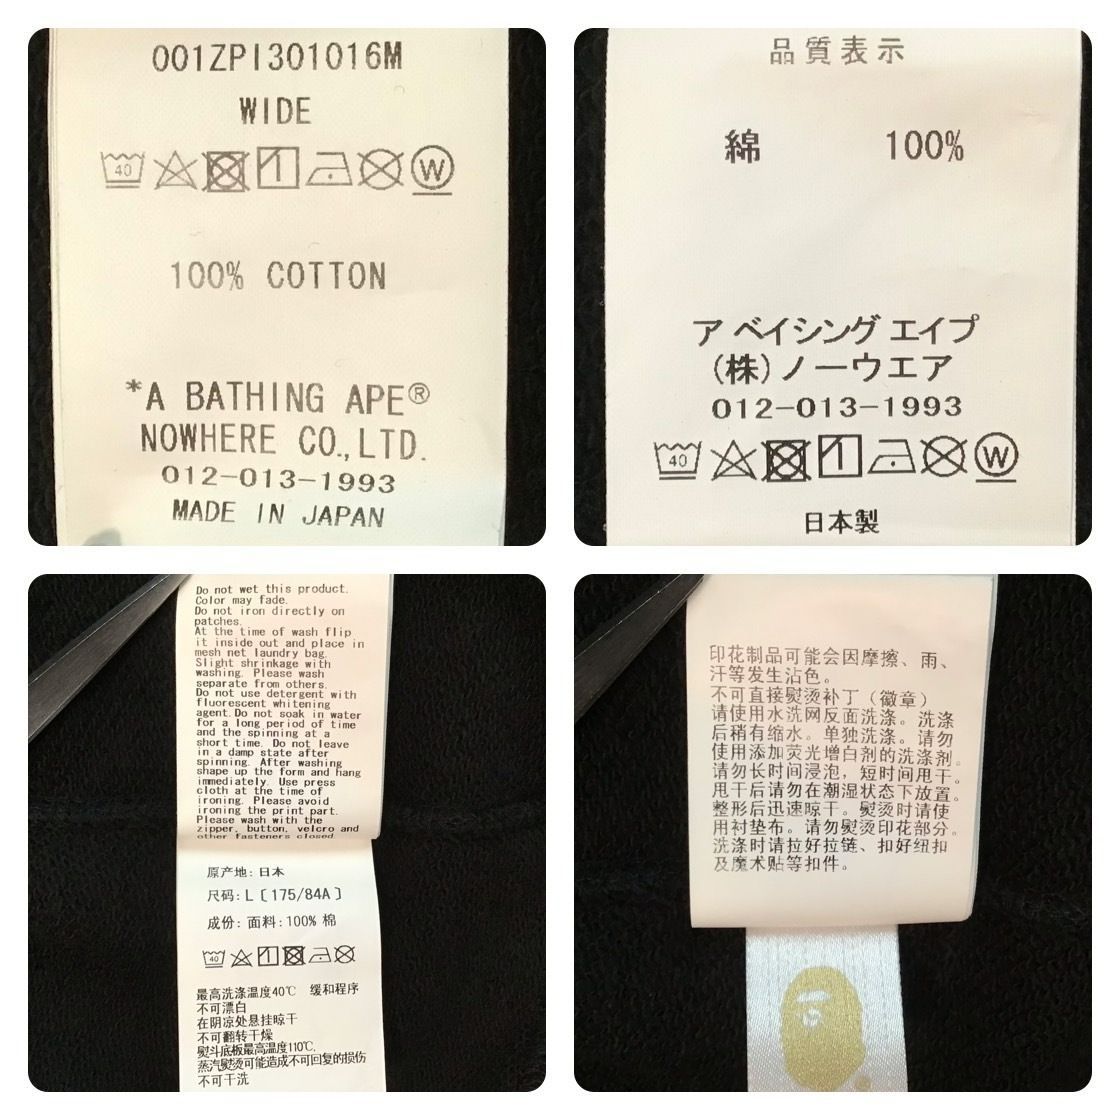 001ZPI301016M
WIDE
40
1
W
100% COTTON
*A BATHING APE®
NOWHERE CO.,LTD.
012-013-1993
MADE IN JAPAN
品質表示
綿 100%
ア ベイシング エイプ
(株)ノーウエア
012-013-1993
40
1
W
日本製
Do not wet this product.
Color may fade.
Do not iron directly on
patches.
At the time of wash flip
it inside out and place in
mesh net laundry bag.
Slight shrinkage with
washing. Please wash
separate from others.
Do not use detergent with
fluorescent whitening
agent.Do not soak in water
for a long period of time
and the spinning at a
short time. Do not leave
in a damp state after
spinning. After washing
shape up the form and hang
immediately. Use press
cloth at the time of
ironing. Please avoid
ironing the print part.
Please wash with the
zipper, button, velcro and
other fasteners closed.
原产地: 日本
尺码: L〔175/84A〕
成份: 面料: 100% 棉
40
1
最高洗涤温度40℃ 缓和程序
不可漂白
在阴凉处悬挂晾干
不可翻转干燥
熨斗底板最高温度110℃,
蒸汽熨烫可能造成不可回复的损伤
不可干洗
印花制品可能会因摩擦、雨、
汗等发生沾色。
不可直接熨烫补丁（徽章）
请使用水洗网反面洗涤。洗涤
后稍有缩水。单独洗涤。请勿
使用添加荧光增白剂的洗涤剂。
请勿长时间浸泡，短时间甩干。
甩干后请勿在潮湿状态下放置。
整形后迅速晾干。熨烫时请使
用衬垫布。请勿熨烫印花部分。
洗涤时请拉好拉链、扣好纽扣
及魔术贴等扣件。